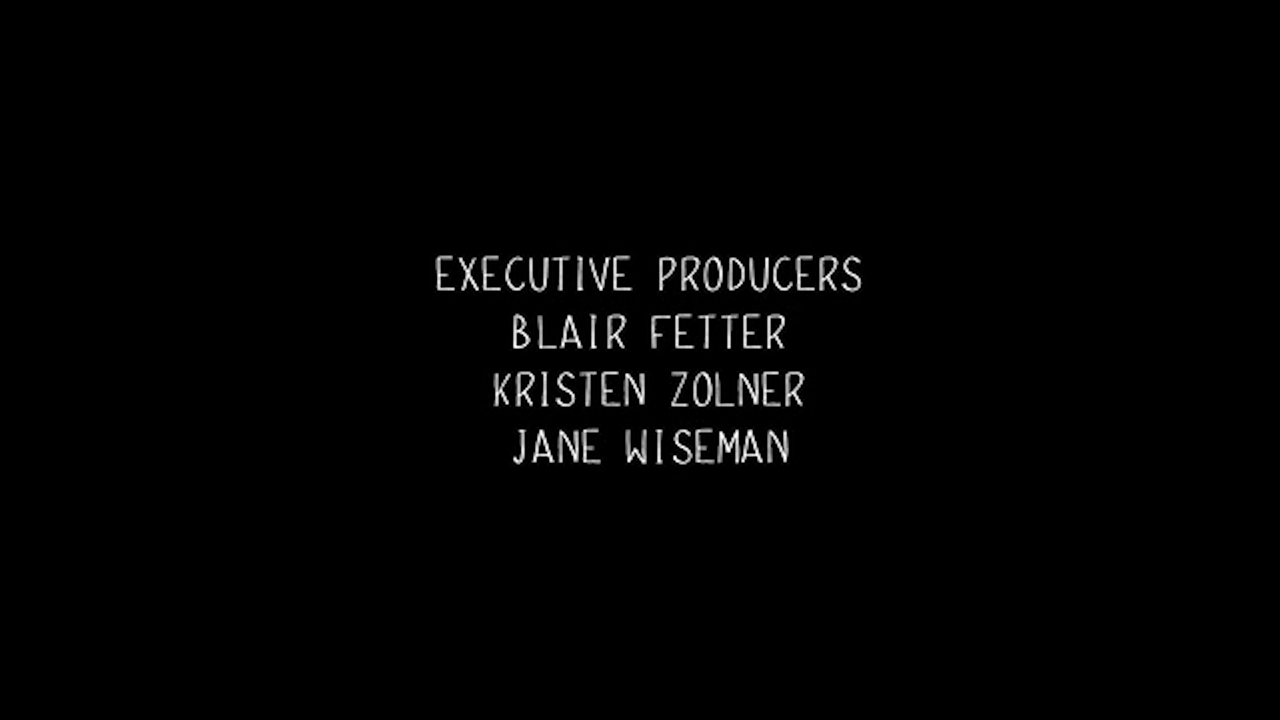 EXECUTIVE PRODUCERS
BLAIR FETTER
KRISTEN ZOLNER
JANE WISEMAN